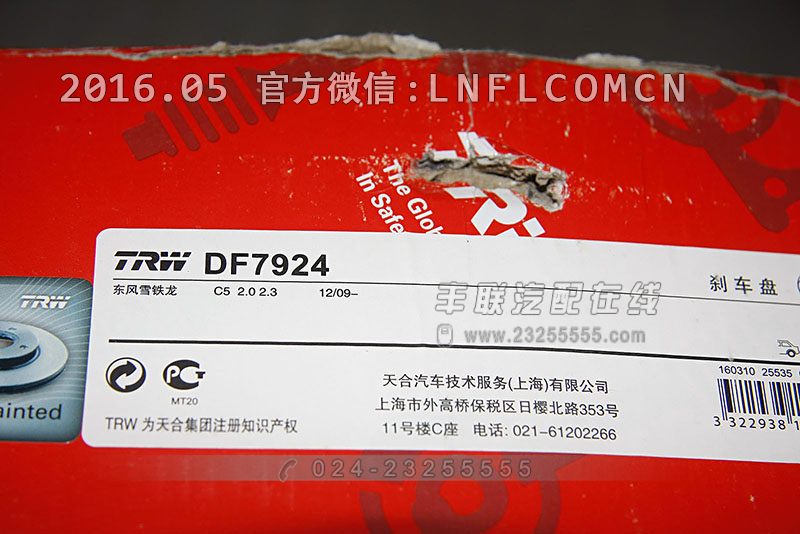 2016.05 官方微信:LNFLCOMCN
The Glob
In Safe
TRW DF7924
东风雪铁龙 C5 2.0 2.3 12/09-
刹车盘
丰联汽配在线
www.23255555.com
TRW
ainted
MT20
TRW 为天合集团注册知识产权
天合汽车技术服务(上海)有限公司
上海市外高桥保税区日樱北路353号
11号楼C座 电话: 021-61202266
160310 25535
3 322938 1
024-23255555